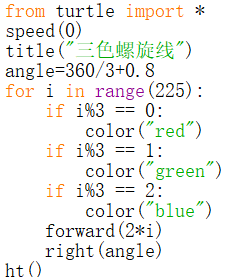 from turtle import *
speed(0)
title("三色螺旋线")
angle=360/3+0.8
for i in range(225):
    if i%3 == 0:
        color("red")
    if i%3 == 1:
        color("green")
    if i%3 == 2:
        color("blue")
    forward(2*i)
    right(angle)
ht()